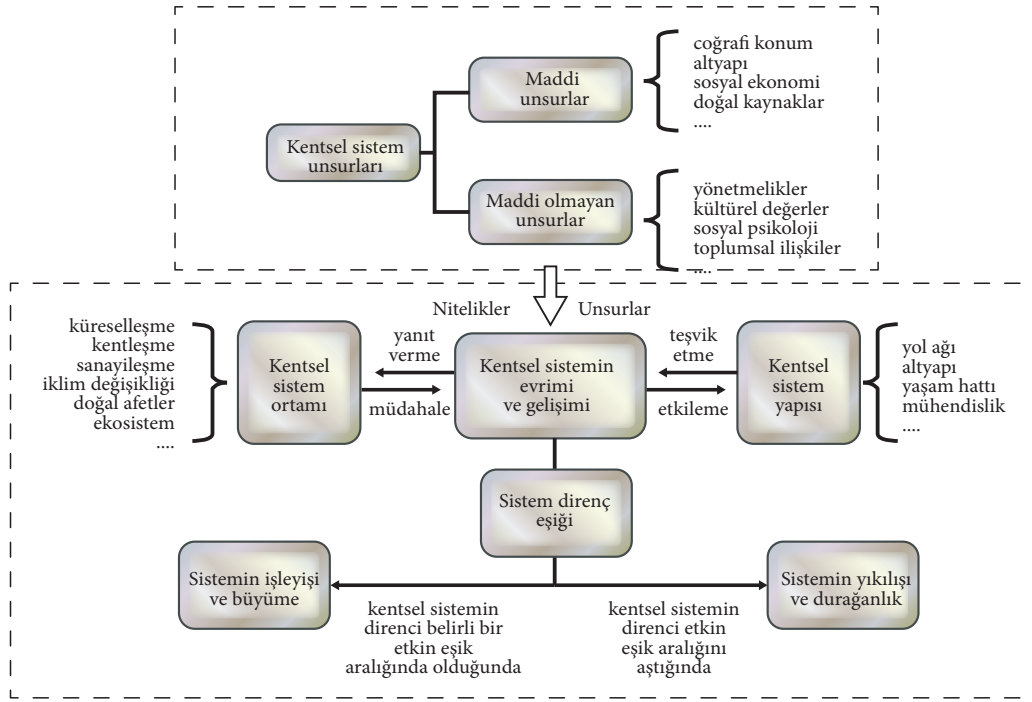 Kentsel sistem
unsurları
Maddi
unsurlar
coğrafi konum
altyapı
sosyal ekonomi
doğal kaynaklar
....
Maddi olmayan
unsurlar
yönetmelikler
kültürel değerler
sosyal psikoloji
toplumsal ilişkiler
....
Nitelikler
Unsurlar
küreselleşme
kentleşme
sanayileşme
iklim değişikliği
doğal afetler
ekosistem
....
Kentsel
sistem
ortamı
yanıt
verme
müdahale
Kentsel sistemin
evrimi
ve gelişimi
teşvik
etme
etkileme
Kentsel
sistem
yapısı
yol ağı
altyapı
yaşam hattı
mühendislik
....
Sistem direnç
eşiği
Sistemin işleyişi
ve büyüme
kentsel sistemin
direnci belirli bir
etkin eşik
aralığında olduğunda
kentsel sistemin
direnci etkin
eşik aralığını
aştığında
Sistemin yıkılışı
ve durağanlık